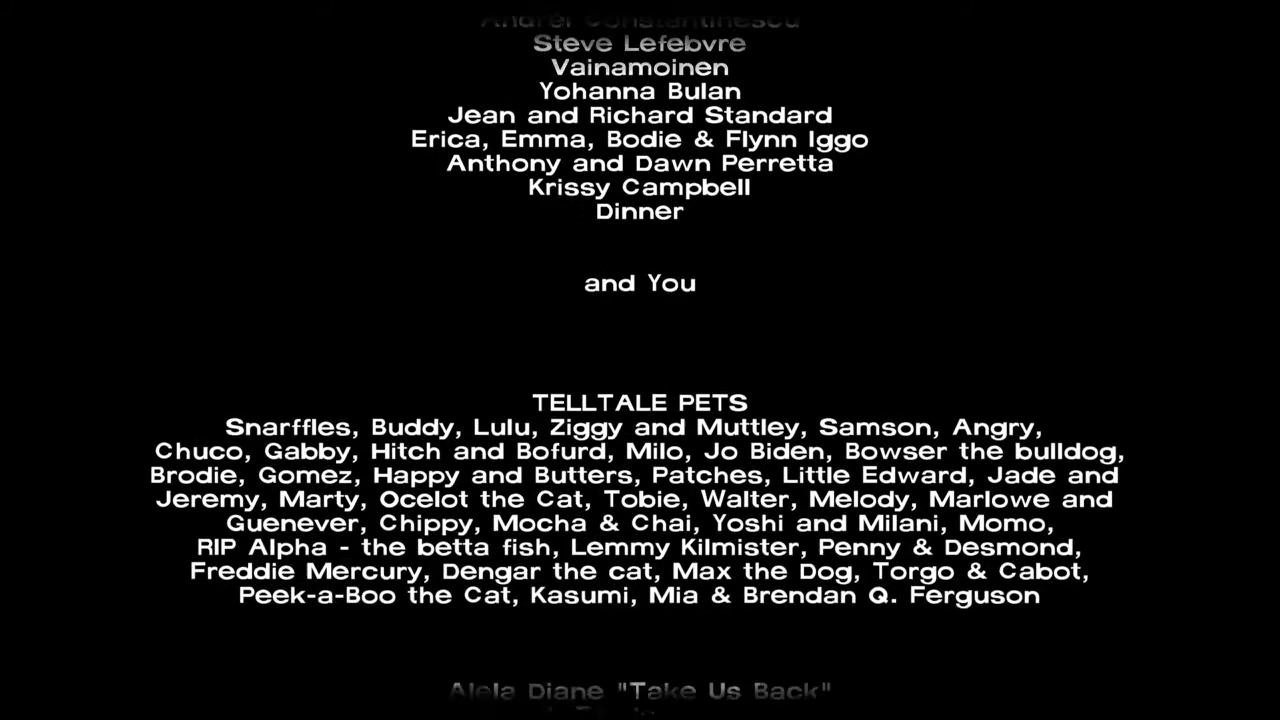 Andrei Constantinescu
Steve Lefebvre
Vainamoinen
Yohanna Bulan
Jean and Richard Standard
Erica, Emma, Bodie & Flynn Iggo
Anthony and Dawn Perretta
Krissy Campbell
Dinner
and You
TELLTALE PETS
Snarffles, Buddy, Lulu, Ziggy and Muttley, Samson, Angry,
Chuco, Gabby, Hitch and Bofurd, Milo, Jo Biden, Bowser the bulldog,
Brodie, Gomez, Happy and Butters, Patches, Little Edward, Jade and
Jeremy, Marty, Ocelot the Cat, Tobie, Walter, Melody, Marlowe and
Guenever, Chippy, Mocha & Chai, Yoshi and Milani, Momo,
RIP Alpha - the betta fish, Lemmy Kilmister, Penny & Desmond,
Freddie Mercury, Dengar the cat, Max the Dog, Torgo & Cabot,
Peek-a-Boo the Cat, Kasumi, Mia & Brendan Q. Ferguson
Alela Diane "Take Us Back"